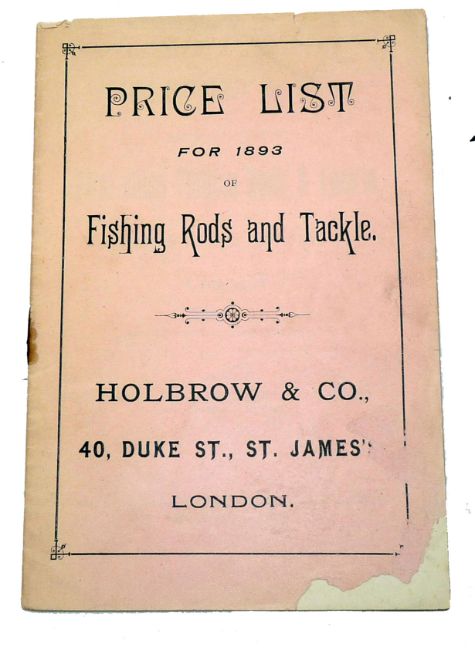 PRICE LIST
FOR 1893
OF
Fishing Rods and Tackle.
HOLBROW & CO.,
40, DUKE ST., ST. JAMES'
LONDON.